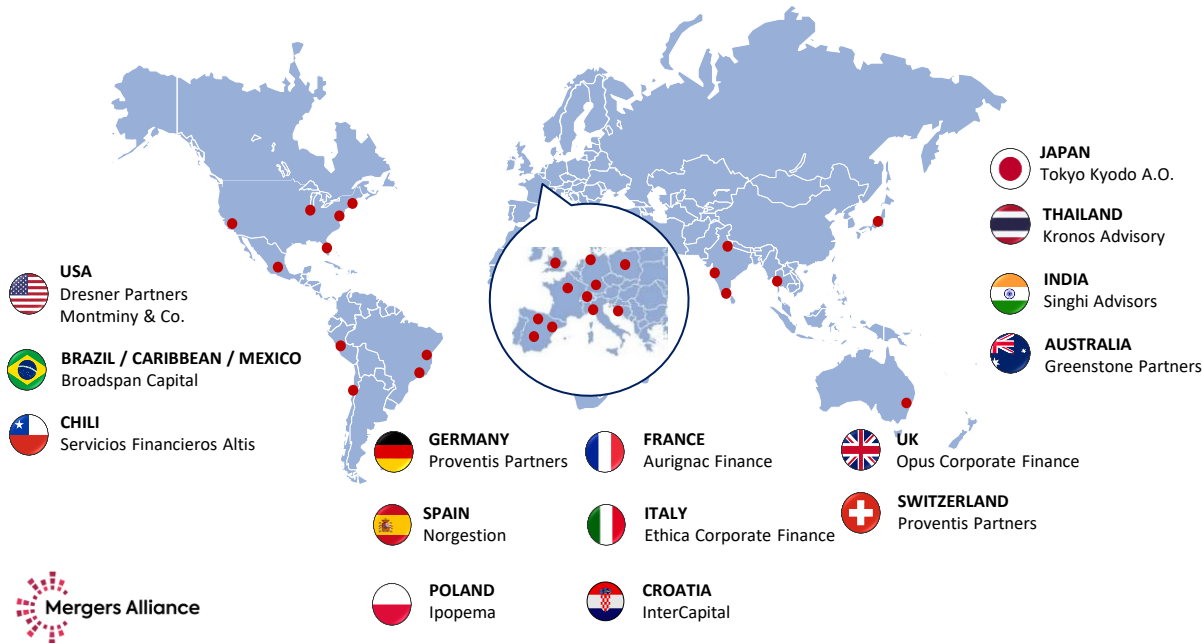 USA
Dresner Partners
Montminy & Co.
BRAZIL / CARIBBEAN / MEXICO
Broadspan Capital
CHILI
Servicios Financieros Altis
GERMANY
Proventis Partners
SPAIN
Norgestion
POLAND
Ipopema
FRANCE
Aurignac Finance
ITALY
Ethica Corporate Finance
CROATIA
InterCapital
UK
Opus Corporate Finance
SWITZERLAND
Proventis Partners
JAPAN
Tokyo Kyodo A.O.
THAILAND
Kronos Advisory
INDIA
Singhi Advisors
AUSTRALIA
Greenstone Partners
Mergers Alliance